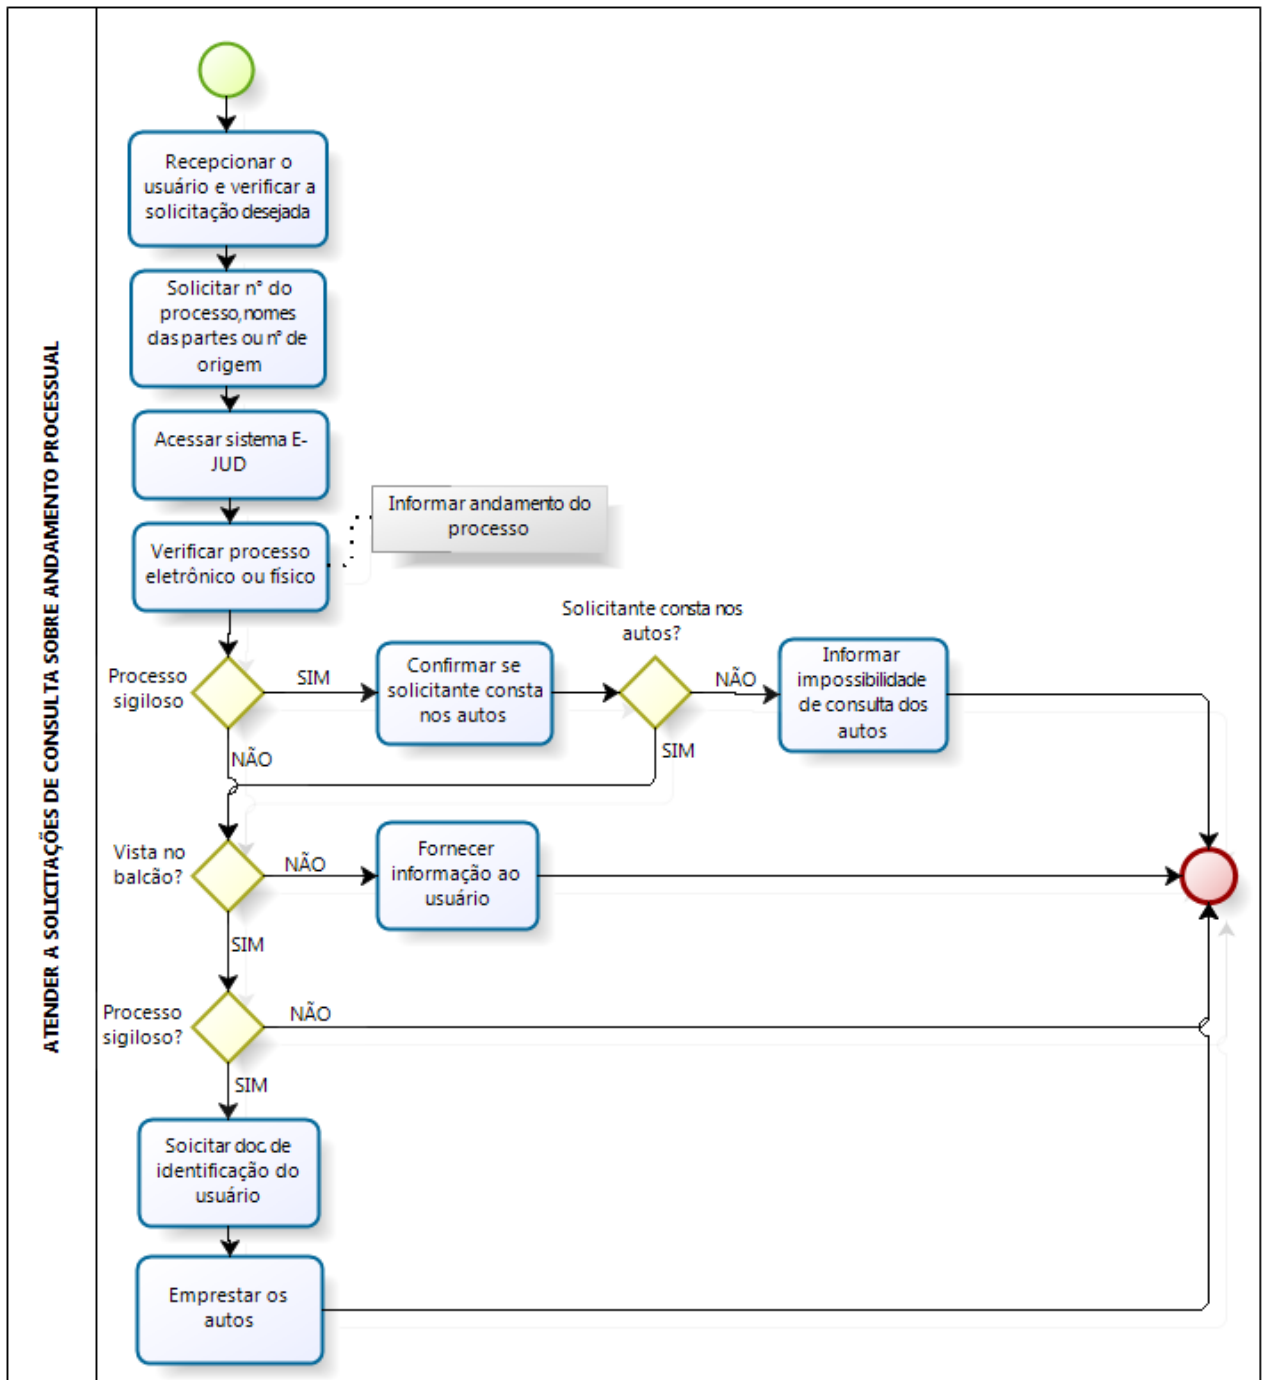 ATENDER A SOLICITAÇÕES DE CONSULTA SOBRE ANDAMENTO PROCESSUAL
Recepcionar o
usuário e verificar a
solicitação desejada
Solicitar n° do
processo,nomes
das partes ou n° de
origem
Acessar sistema E-
JUD
Verificar processo
eletrônico ou físico
Informar andamento do
processo
Processo
sigiloso
SIM
Confirmar se
solicitante consta
nos autos
Solicitante consta nos
autos?
NÃO
Informar
impossibilidade
de consulta dos
autos
SIM
NÃO
Vista no
balcão?
NÃO
Fornecer
informação ao
usuário
SIM
Processo
sigiloso?
NÃO
SIM
Soicitar doc. de
identificação do
usuário
Emprestar os
autos